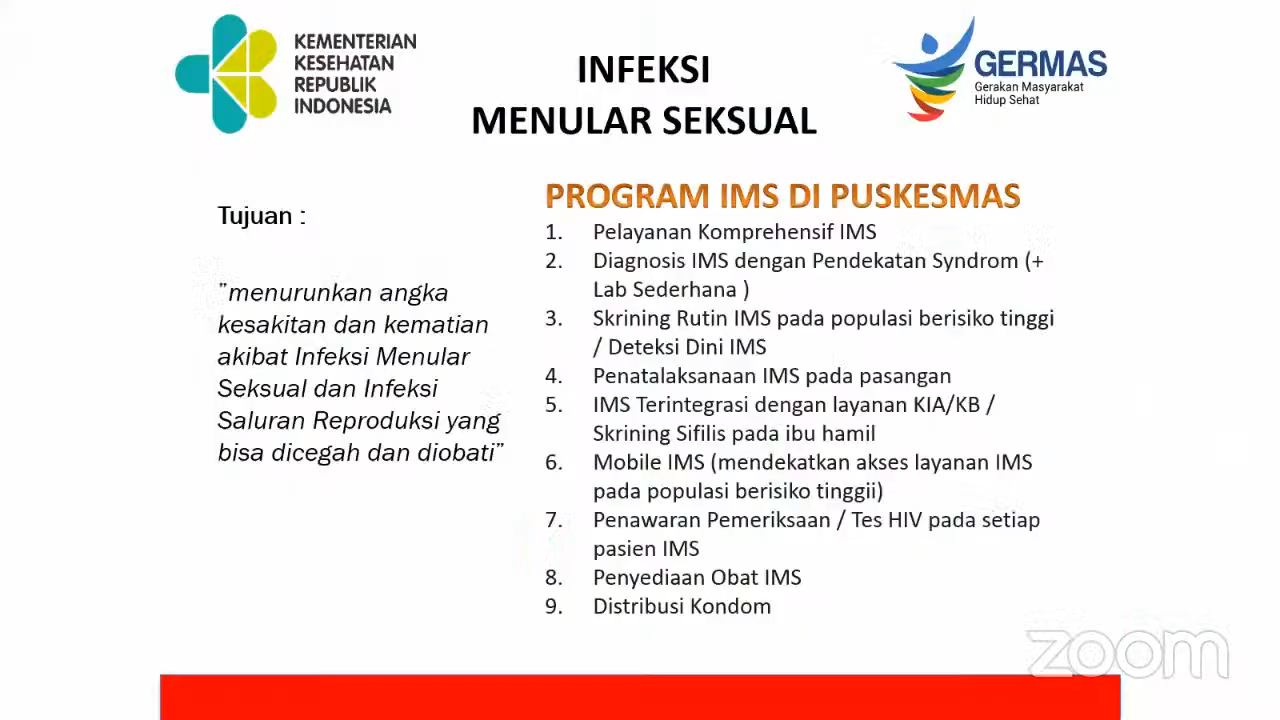 KEMENTERIAN
KESEHATAN
REPUBLIK
INDONESIA
INFEKSI
MENULAR SEKSUAL
GERMAS
Gerakan Masyarakat
Hidup Sehat
Tujuan :
”menurunkan angka
kesakitan dan kematian
akibat Infeksi Menular
Seksual dan Infeksi
Saluran Reproduksi yang
bisa dicegah dan diobati”
PROGRAM IMS DI PUSKESMAS
1. Pelayanan Komprehensif IMS
2. Diagnosis IMS dengan Pendekatan Syndrom (+
Lab Sederhana )
3. Skrining Rutin IMS pada populasi berisiko tinggi
/ Deteksi Dini IMS
4. Penatalaksanaan IMS pada pasangan
5. IMS Terintegrasi dengan layanan KIA/KB /
Skrining Sifilis pada ibu hamil
6. Mobile IMS (mendekatkan akses layanan IMS
pada populasi berisiko tinggii)
7. Penawaran Pemeriksaan / Tes HIV pada setiap
pasien IMS
8. Penyediaan Obat IMS
9. Distribusi Kondom
zoom